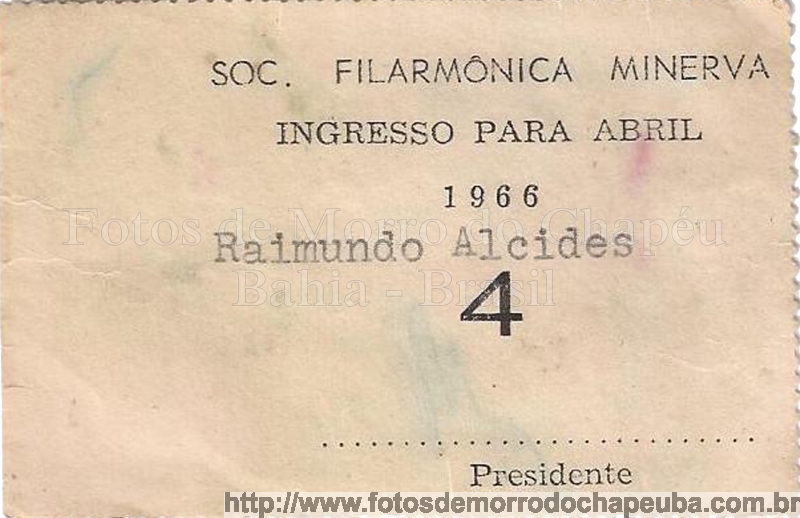 SOC. FILARMÔNICA MINERVA
INGRESSO PARA ABRIL
1966
Fotos de Morro do Chapéu
Raimundo Alcides
Bahia - Brasil
4
Presidente
http://www.fotosdemorrodochapeuba.com.br